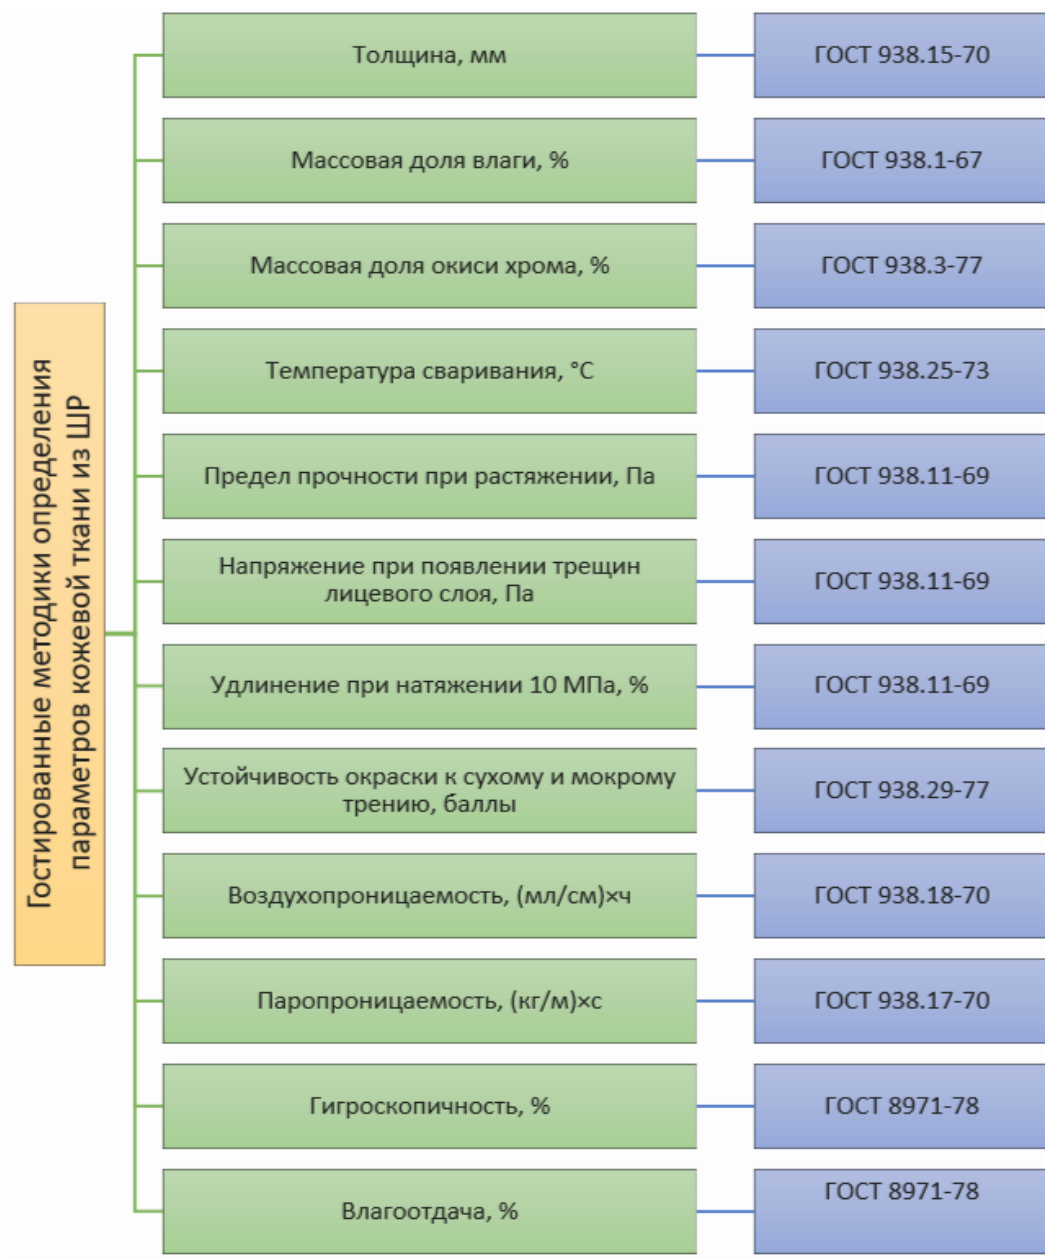 Гостированные методики определения
параметров кожевой ткани из ШР
Толщина, мм
ГОСТ 938.15-70
Массовая доля влаги, %
ГОСТ 938.1-67
Массовая доля окиси хрома, %
ГОСТ 938.3-77
Температура сваривания, °С
ГОСТ 938.25-73
Предел прочности при растяжении, Па
ГОСТ 938.11-69
Напряжение при появлении трещин
лицевого слоя, Па
ГОСТ 938.11-69
Удлинение при натяжении 10 МПа, %
ГОСТ 938.11-69
Устойчивость окраски к сухому и мокрому
трению, баллы
ГОСТ 938.29-77
Воздухопроницаемость, (мл/см)×ч
ГОСТ 938.18-70
Паропроницаемость, (кг/м)×с
ГОСТ 938.17-70
Гигроскопичность, %
ГОСТ 8971-78
Влагоотдача, %
ГОСТ 8971-78